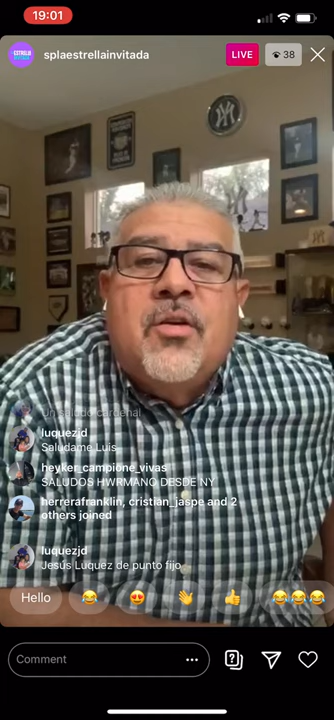 19:01
ESTRELLA
splaestrellainvitada
LIVE
38
Un saludo cardenal
luquezjd
Saludame Luis
heyker_campione_vivas
SALUDOS HWRMANO DESDE NY
herrerafranklin, cristian_jaspe and 2
others joined
luquezjd
Jesús Luquez de punto fijo
Hello
Comment